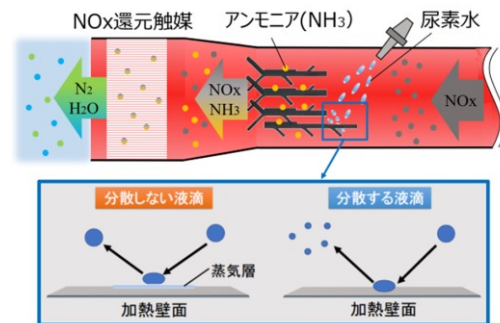 NOx還元触媒
アンモニア(NH₃)
尿素水
N₂
H₂O
NOx
NH₃
NOx
分散しない液滴
分散する液滴
蒸気層
加熱壁面
加熱壁面